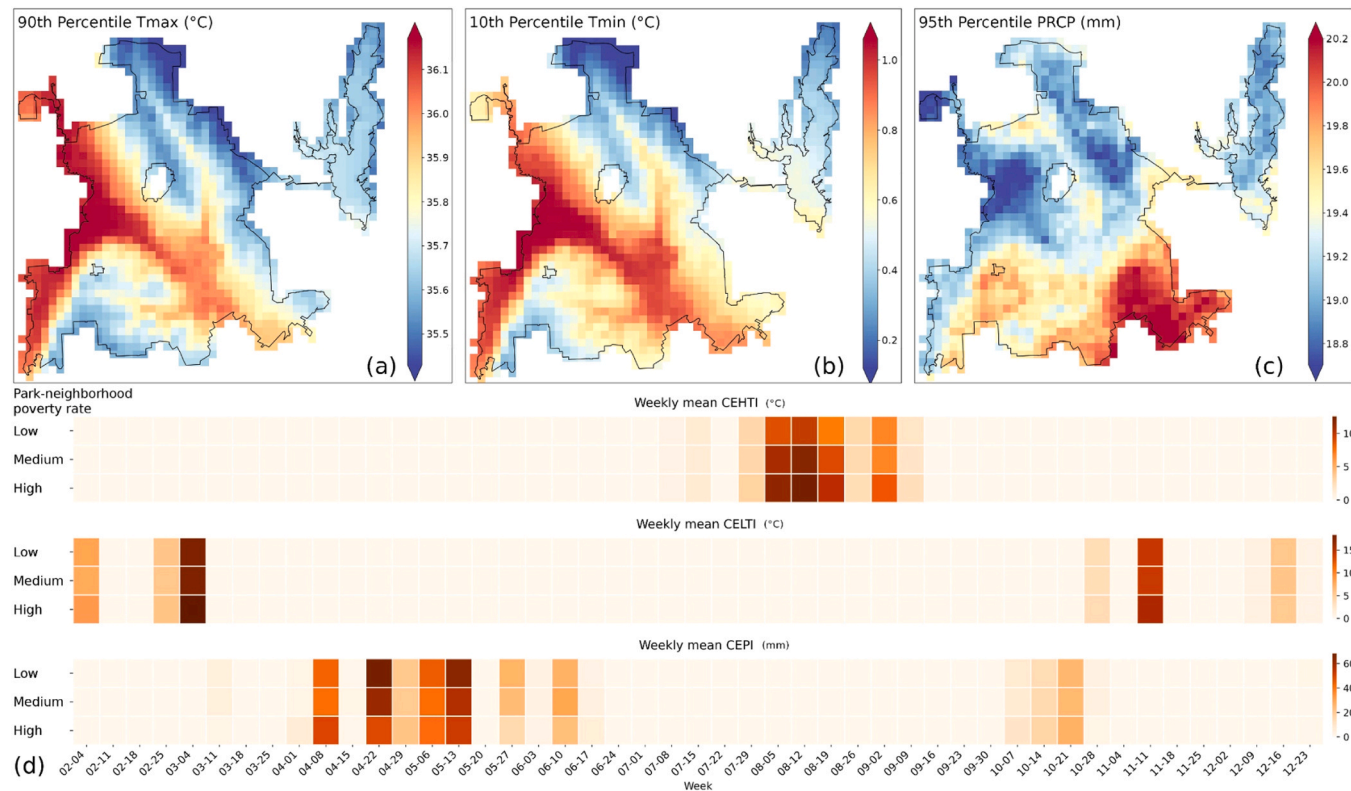 90th Percentile Tmax (°C)
36.1
36.0
35.9
35.8
35.7
35.6
35.5
(a)
10th Percentile Tmin (°C)
1.0
0.8
0.6
0.4
0.2
(b)
95th Percentile PRCP (mm)
20.2
20.0
19.8
19.6
19.4
19.2
19.0
18.8
(c)
Park-neighborhood
poverty rate
Weekly mean CEHTI (°C)
Low
Medium
High
10
5
0
Weekly mean CELTI (°C)
Low
Medium
High
15
10
5
0
Weekly mean CEPI (mm)
Low
Medium
High
60
40
20
0
02-04 02-11 02-18 02-25 03-04 03-11 03-18 03-25 04-01 04-08 04-15 04-22 04-29 05-06 05-13 05-20 05-27 06-03 06-10 06-17 06-24 07-01 07-08 07-15 07-22 07-29 08-05 08-12 08-19 08-26 09-02 09-09 09-16 09-23 09-30 10-07 10-14 10-21 10-28 11-04 11-11 11-18 11-25 12-02 12-09 12-16 12-23
(d)
Week